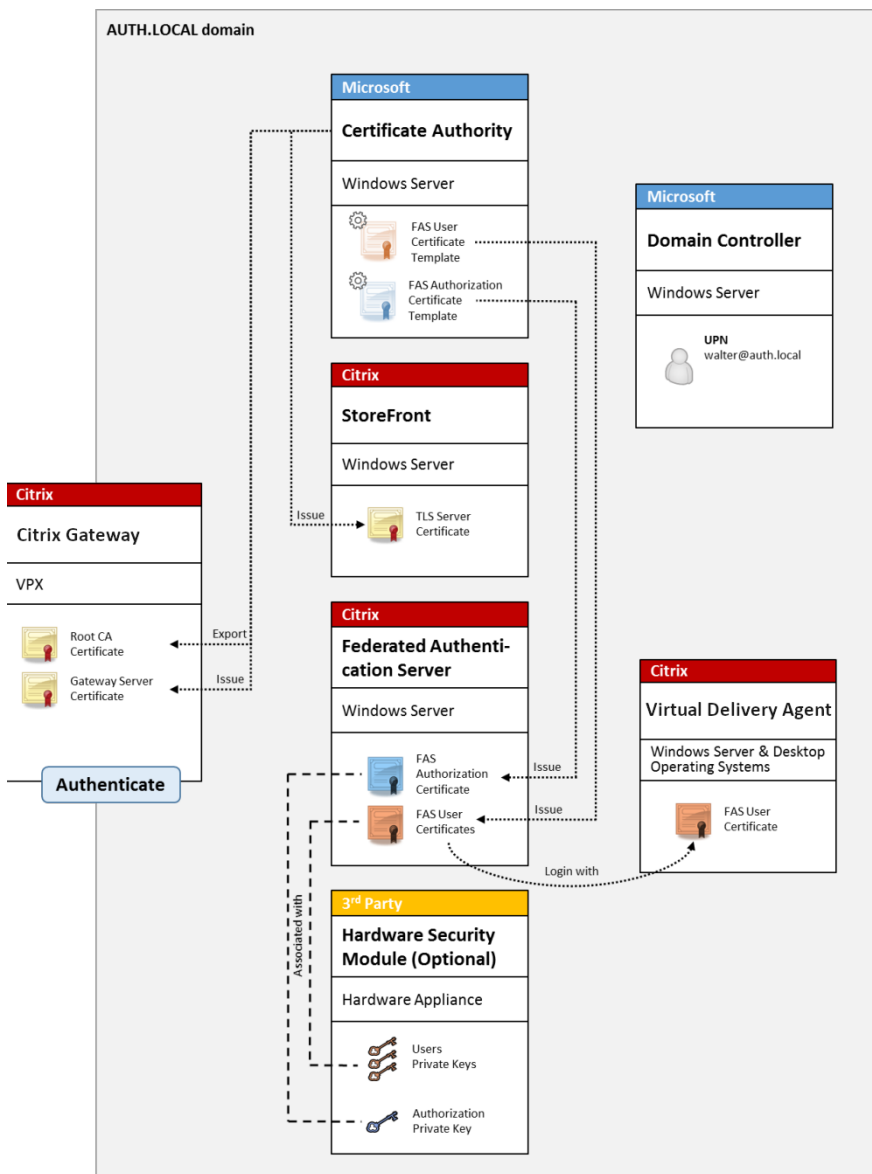 AUTH.LOCAL domain
Microsoft
Certificate Authority
Windows Server
FAS User
Certificate
Template
FAS Authorization
Certificate
Template
Microsoft
Domain Controller
Windows Server
UPN
walter@auth.local
Citrix
StoreFront
Windows Server
Issue
TLS Server
Certificate
Citrix
Citrix Gateway
VPX
Root CA
Certificate
Export
Gateway Server
Certificate
Issue
Authenticate
Citrix
Federated Authenti-
cation Server
Windows Server
FAS
Authorization
Certificate
Issue
FAS User
Certificates
Issue
Login with
Citrix
Virtual Delivery Agent
Windows Server & Desktop
Operating Systems
FAS User
Certificate
Associated with
3rd Party
Hardware Security
Module (Optional)
Hardware Appliance
Users
Private Keys
Authorization
Private Key